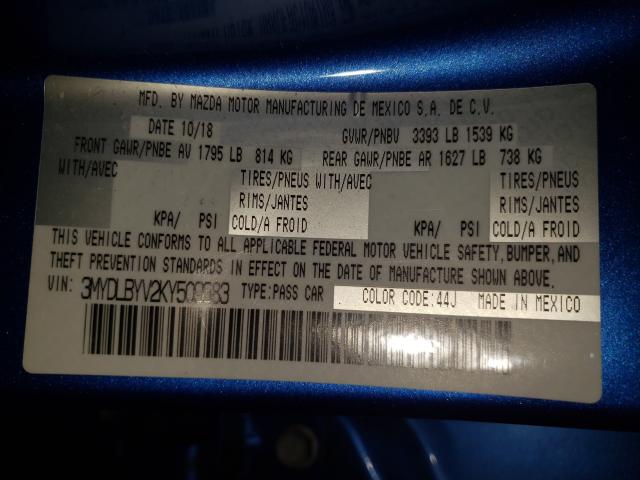 MFD. BY MAZDA MOTOR MANUFACTURING DE MEXICO S.A. DE C.V.
DATE 10/18 GVWR/PNBV 3393 LB 1539 KG
FRONT GAWR/PNBE AV 1795 LB 814 KG REAR GAWR/PNBE AR 1627 LB 738 KG
WITH/AVEC TIRES/PNEUS WITH/AVEC TIRES/PNEUS
RIMS/JANTES RIMS/JANTES
KPA/ PSI COLD/A FROID KPA/ PSI COLD/A FROID
THIS VEHICLE CONFORMS TO ALL APPLICABLE FEDERAL MOTOR VEHICLE SAFETY, BUMPER, AND
THEFT PREVENTION STANDARDS IN EFFECT ON THE DATE OF MANUFACTURE SHOWN ABOVE.
VIN: TYPE:PASS CAR COLOR CODE:44J MADE IN MEXICO